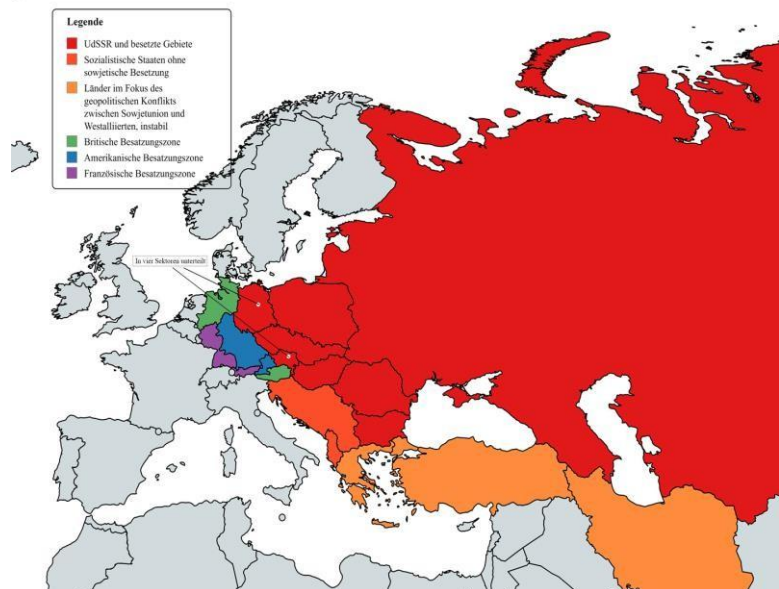 Legende
UdSSR und besetzte Gebiete
Sozialistische Staaten ohne
sowjetische Besetzung
Länder im Fokus des
geopolitischen Konflikts
zwischen Sowjetunion und
Westalliierten, instabil
Britische Besatzungszone
Amerikanische Besatzungszone
Französische Besatzungszone
In vier Sektoren